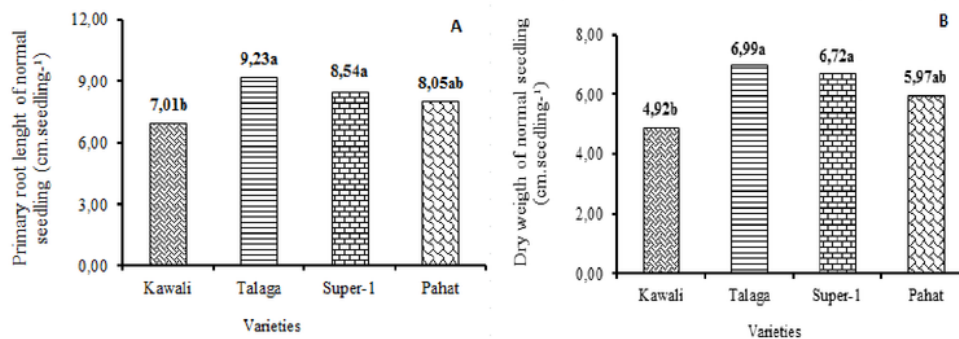 A
Primary root lenght of normal
seedling (cm.seedling-¹)
12,00
9,00
6,00
3,00
0,00
7,01b
9,23a
8,54a
8,05ab
Kawali
Talaga
Super-1
Pahat
Varieties
B
Dry weigth of normal seedling
(cm.seedling-¹)
8,00
6,00
4,00
2,00
0,00
4,92b
6,99a
6,72a
5,97ab
Kawali
Talaga
Super-1
Pahat
Varieties